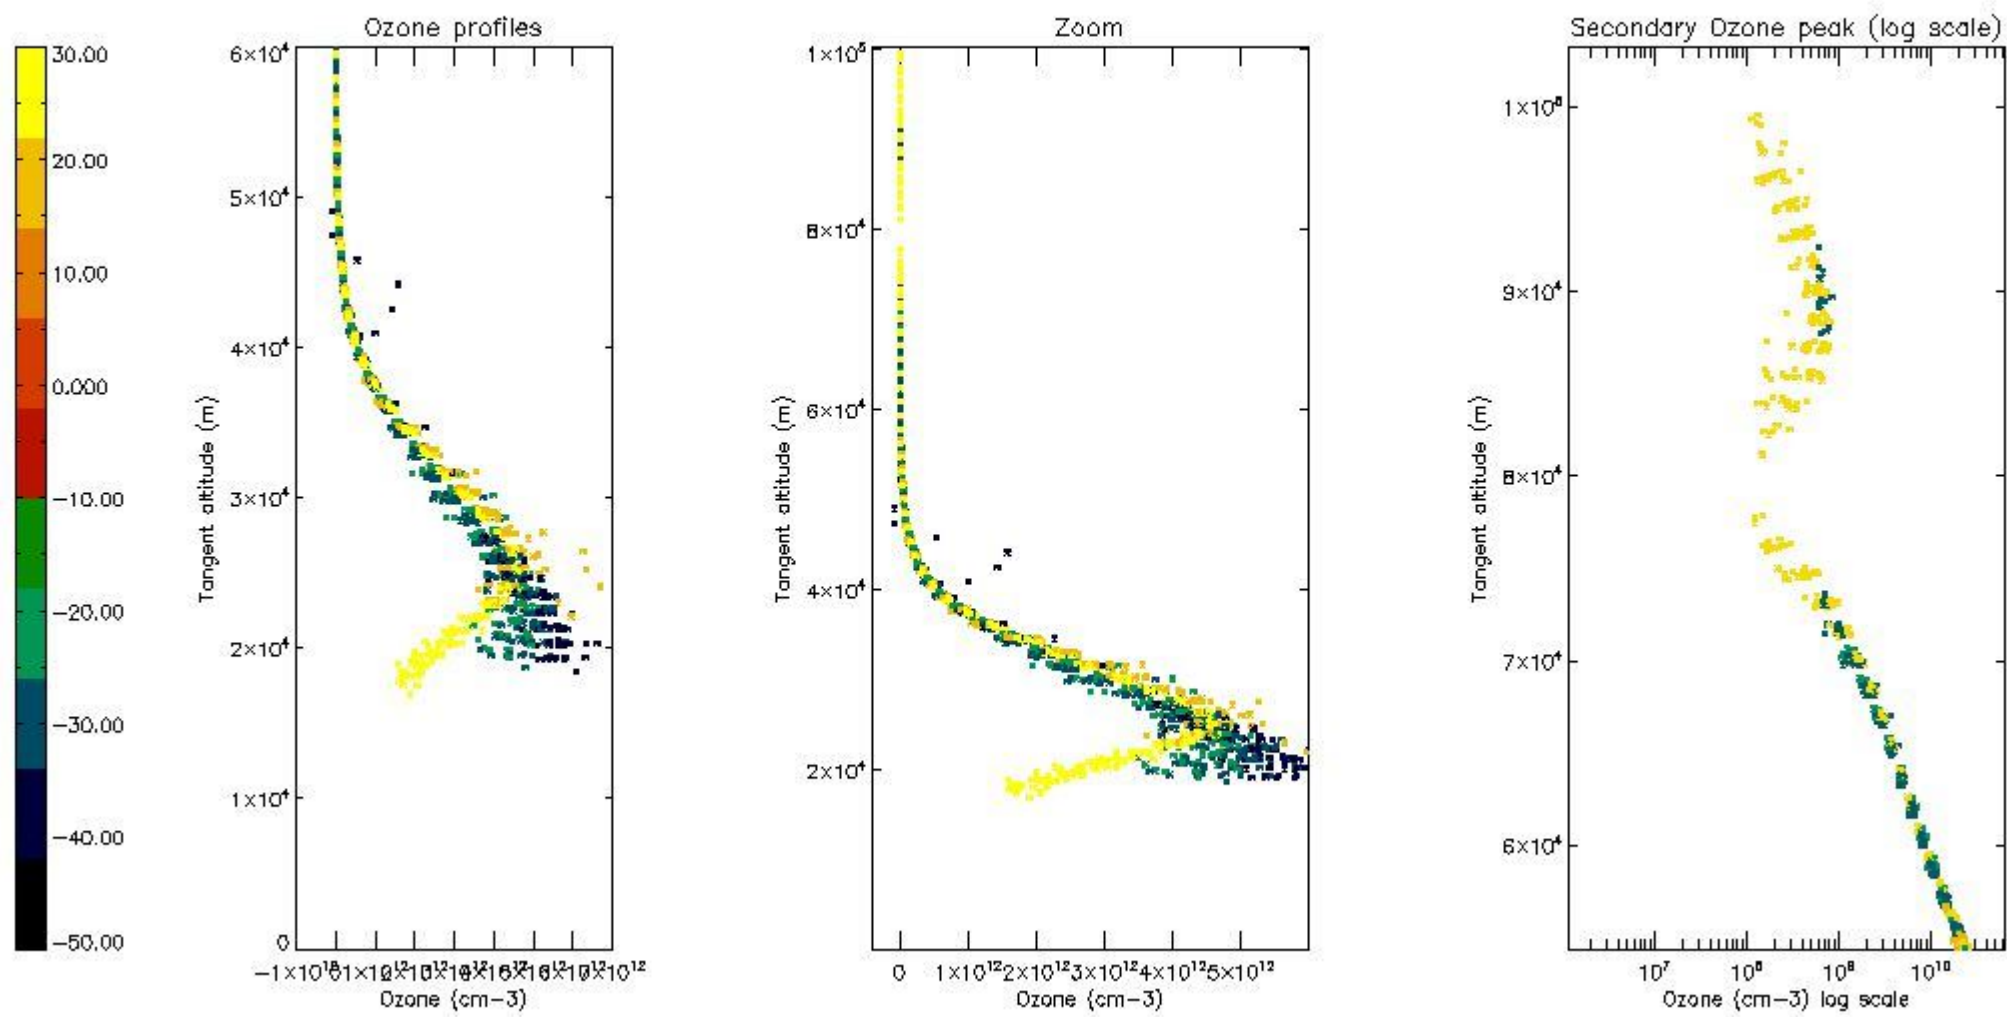 Ozone profiles
Zoom
Secondary Ozone peak (log scale)
30.00
20.00
10.00
0.000
−10.00
−20.00
−30.00
−40.00
−50.00
6×10⁴
5×10⁴
4×10⁴
3×10⁴
2×10⁴
1×10⁴
0
Tangent altitude (m)
Ozone (cm−3)
1×10⁵
8×10⁴
6×10⁴
4×10⁴
2×10⁴
Tangent altitude (m)
0 1×10¹² 2×10¹² 3×10¹² 4×10¹² 5×10¹²
Ozone (cm−3)
1×10⁵
9×10⁴
8×10⁴
7×10⁴
6×10⁴
Tangent altitude (m)
10⁷ 10⁸ 10⁹ 10¹⁰
Ozone (cm−3) log scale